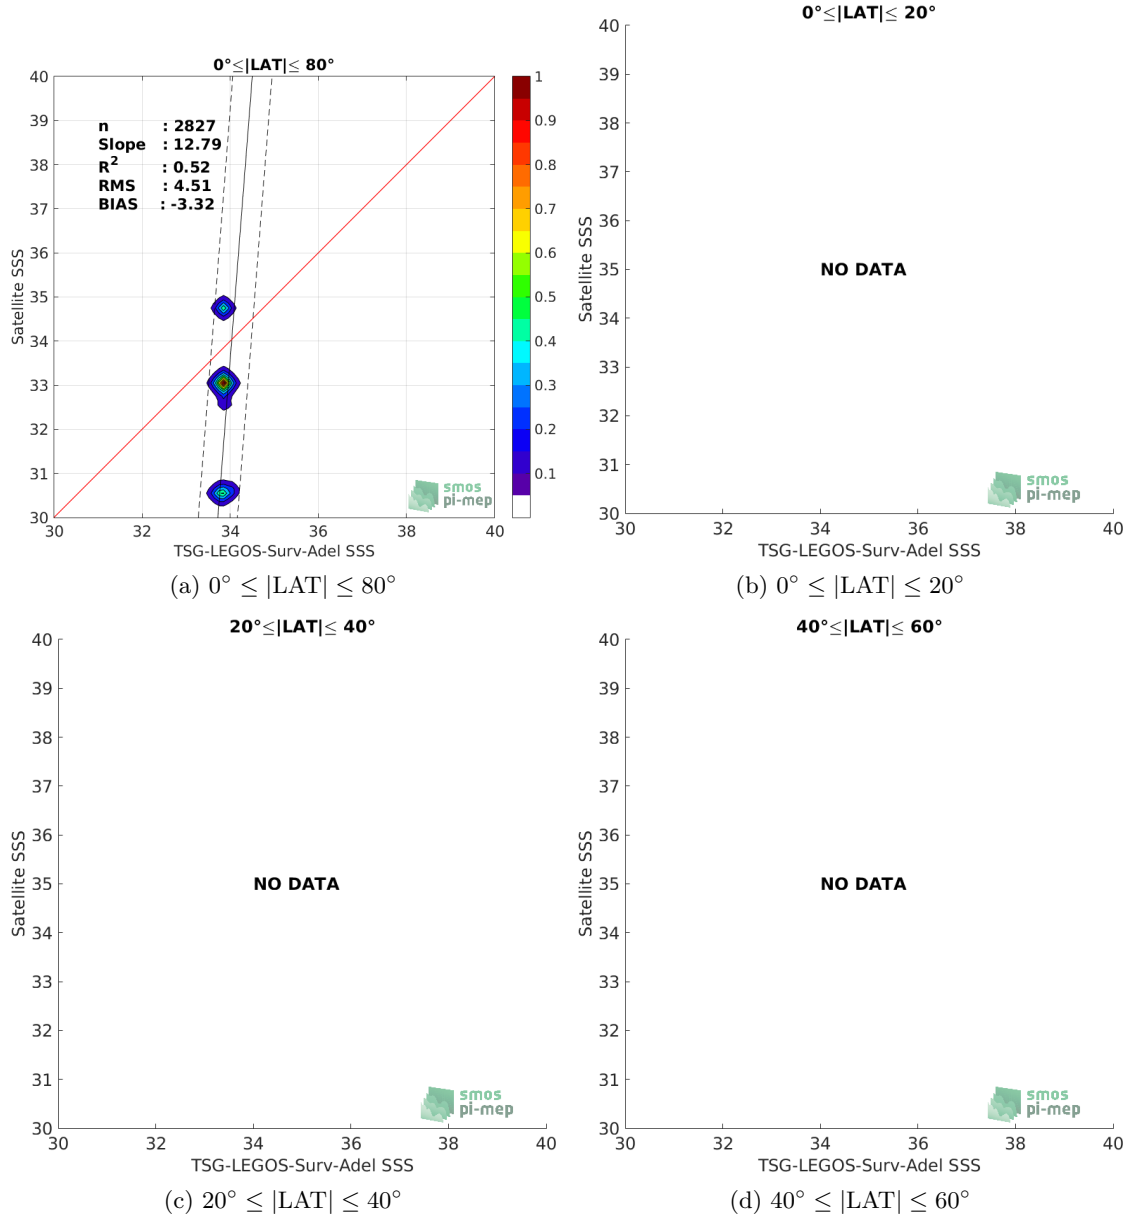 0°≤|LAT|≤ 80°
40
39
38
37
36
35
34
33
32
31
30
Satellite SSS
n : 2827
Slope : 12.79
R2 : 0.52
RMS : 4.51
BIAS : -3.32
1
0.9
0.8
0.7
0.6
0.5
0.4
0.3
0.2
0.1
smos
pi-mep
30 32 34 36 38 40
TSG-LEGOS-Surv-Adel SSS
(a) 0° ≤ |LAT| ≤ 80°
0°≤|LAT|≤ 20°
40
39
38
37
36
35
34
33
32
31
30
Satellite SSS
NO DATA
smos
pi-mep
30 32 34 36 38 40
TSG-LEGOS-Surv-Adel SSS
(b) 0° ≤ |LAT| ≤ 20°
20°≤|LAT|≤ 40°
40
39
38
37
36
35
34
33
32
31
30
Satellite SSS
NO DATA
smos
pi-mep
30 32 34 36 38 40
TSG-LEGOS-Surv-Adel SSS
(c) 20° ≤ |LAT| ≤ 40°
40°≤|LAT|≤ 60°
40
39
38
37
36
35
34
33
32
31
30
Satellite SSS
NO DATA
smos
pi-mep
30 32 34 36 38 40
TSG-LEGOS-Surv-Adel SSS
(d) 40° ≤ |LAT| ≤ 60°